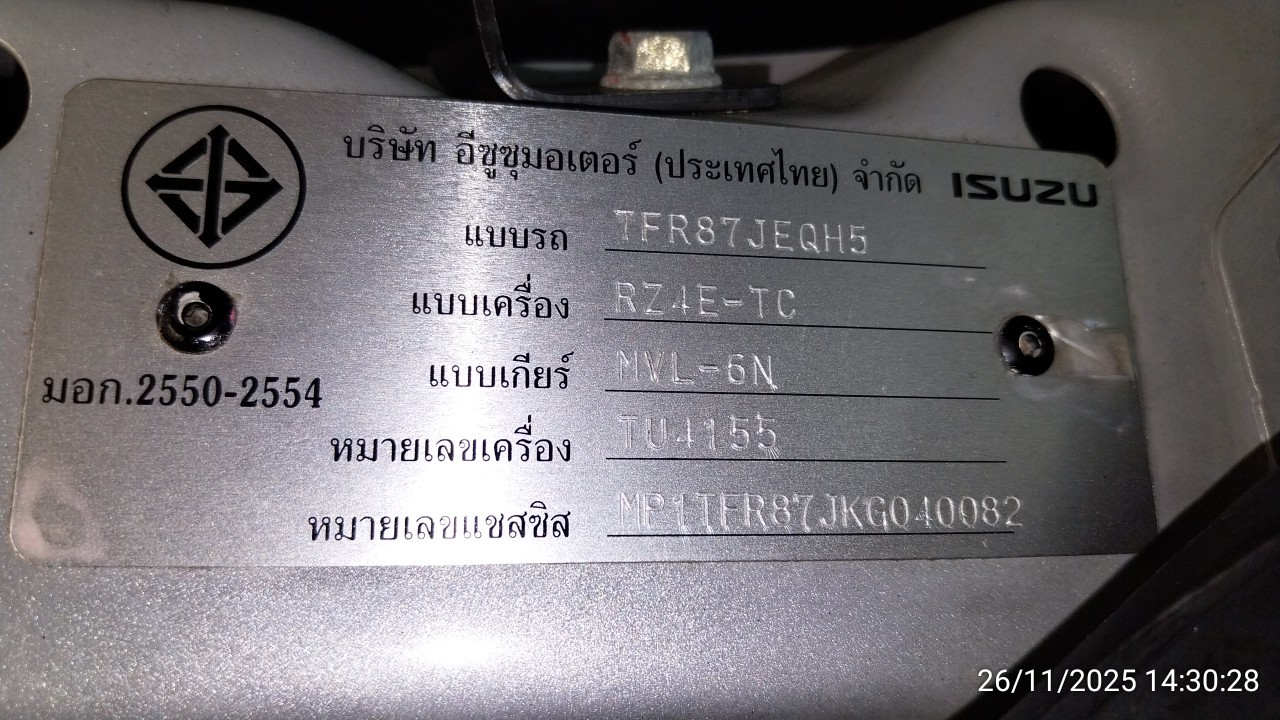 บริษัท อีซูซุมอเตอร์ (ประเทศไทย) จำกัด ISUZU
แบบรถ TFR87JEQH5
แบบเครื่อง RZ4E-TC
แบบเกียร์ MVL-6N
มอก.2550-2554
หมายเลขเครื่อง TU4155
หมายเลขแชสซิส MP1TFR87JKG040082
26/11/2025 14:30:28